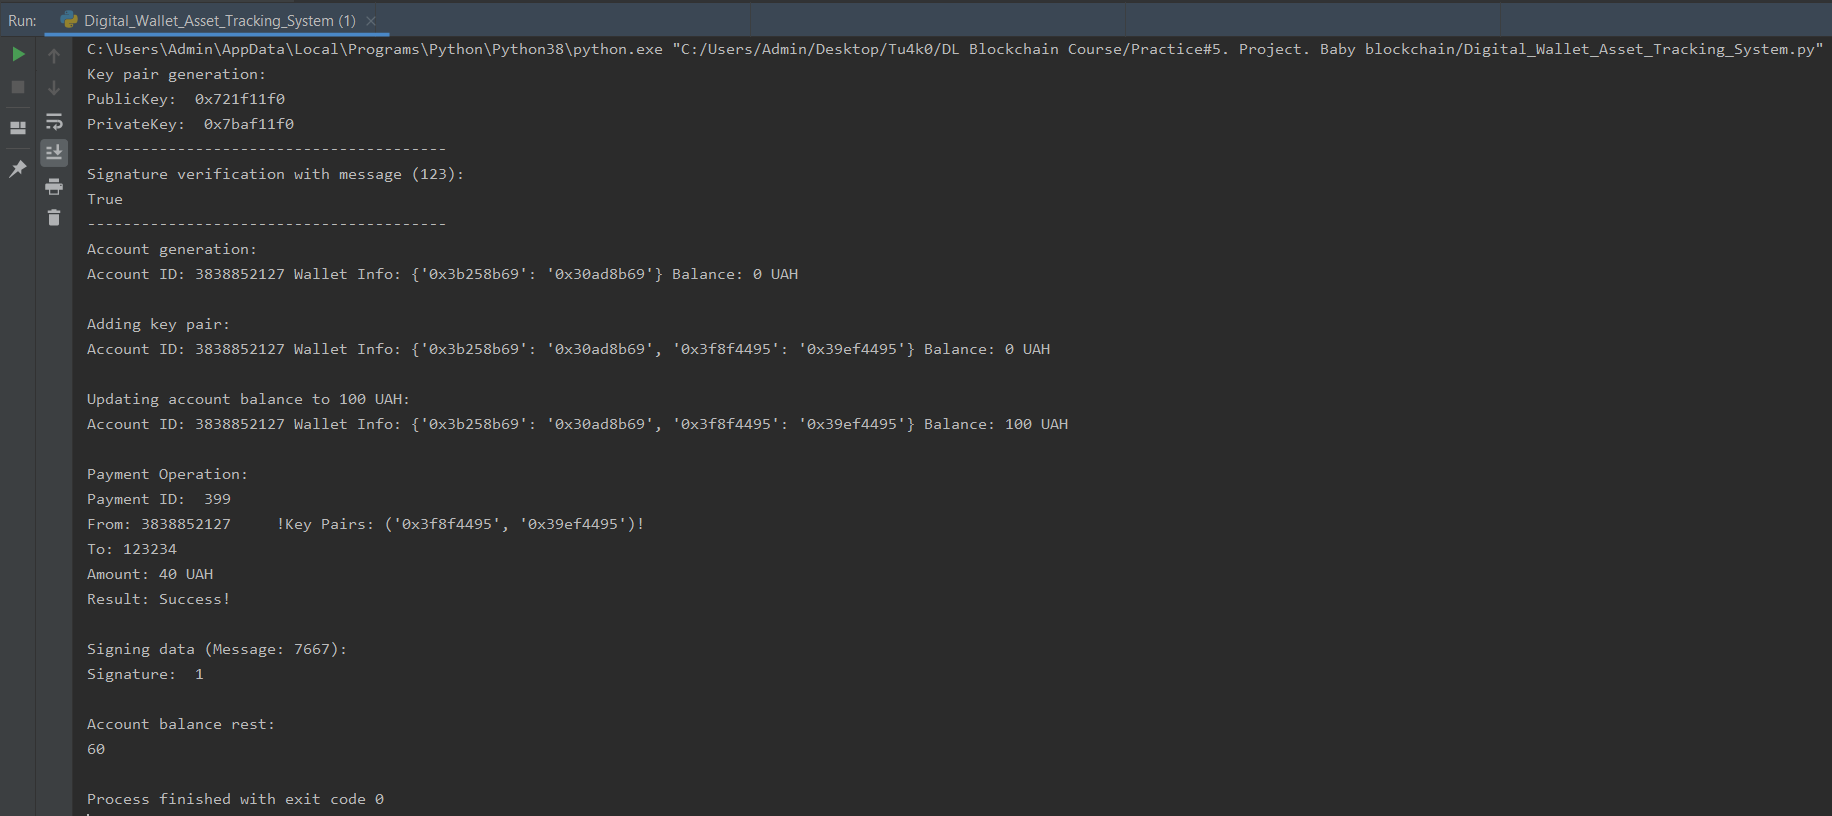 Run: Digital_Wallet_Asset_Tracking_System (1)
C:\Users\Admin\AppData\Local\Programs\Python\Python38\python.exe "C:/Users/Admin/Desktop/Tu4k0/DL Blockchain Course/Practice#5. Project. Baby blockchain/Digital_Wallet_Asset_Tracking_System.py"
Key pair generation:
PublicKey:  0x721f11f0
PrivateKey:  0x7baf11f0
----------------------------------------
Signature verification with message (123):
True
----------------------------------------
Account generation:
Account ID: 3838852127 Wallet Info: {'0x3b258b69': '0x30ad8b69'} Balance: 0 UAH
Adding key pair:
Account ID: 3838852127 Wallet Info: {'0x3b258b69': '0x30ad8b69', '0x3f8f4495': '0x39ef4495'} Balance: 0 UAH
Updating account balance to 100 UAH:
Account ID: 3838852127 Wallet Info: {'0x3b258b69': '0x30ad8b69', '0x3f8f4495': '0x39ef4495'} Balance: 100 UAH
Payment Operation:
Payment ID:  399
From: 3838852127     !Key Pairs: ('0x3f8f4495', '0x39ef4495')!
To: 123234
Amount: 40 UAH
Result: Success!
Signing data (Message: 7667):
Signature:  1
Account balance rest:
60
Process finished with exit code 0